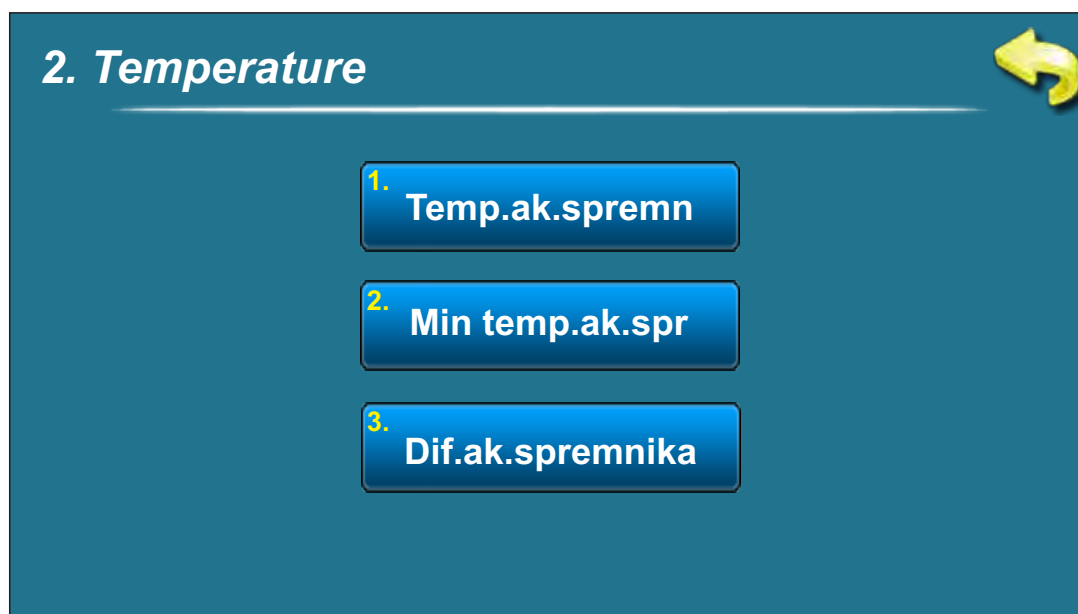 2. Temperature
1.
Temp.ak.spremn
2.
Min temp.ak.spr
3.
Dif.ak.spremnika